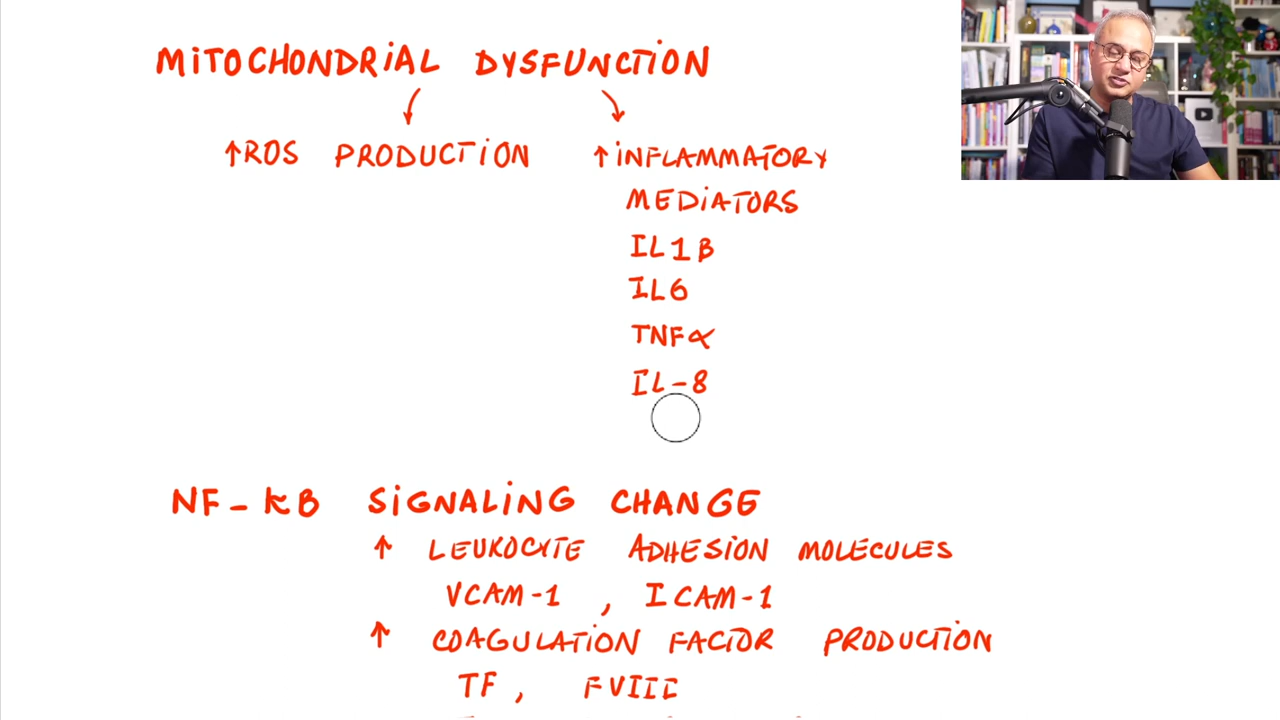 MITOCHONDRIAL DYSFUNCTION
↑ROS PRODUCTION
↑INFLAMMATORY
MEDIATORS
IL1β
IL6
TNFα
IL-8
NF-κB SIGNALING CHANGE
↑ LEUKOCYTE ADHESION MOLECULES
VCAM-1 , ICAM-1
↑ COAGULATION FACTOR PRODUCTION
TF , FVIII